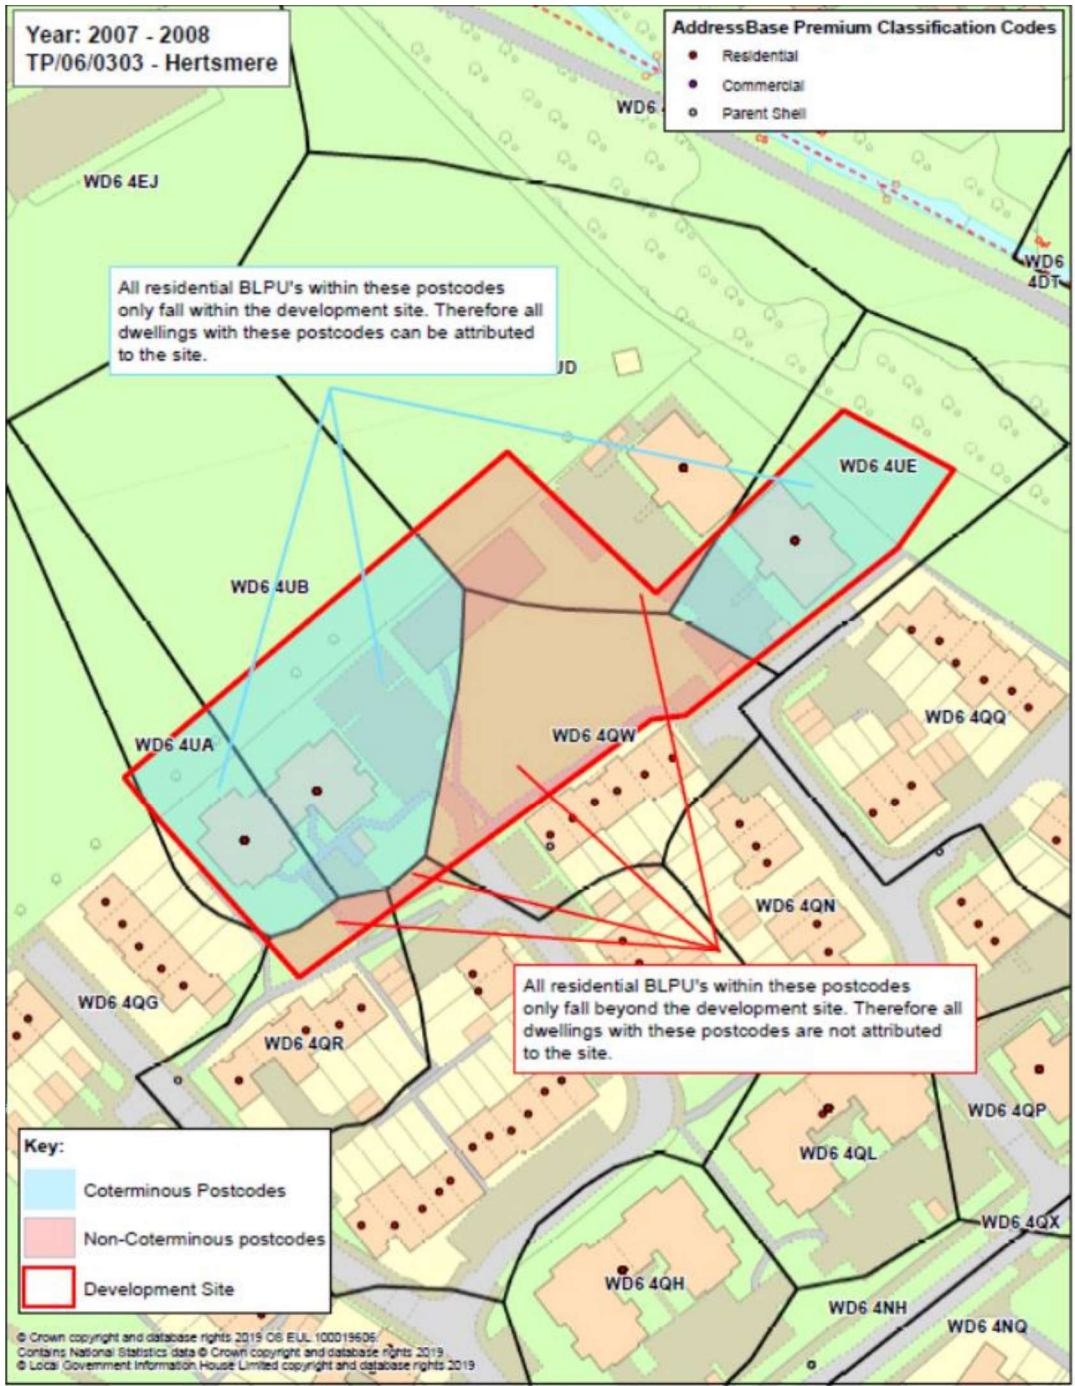 Year: 2007 - 2008
TP/06/0303 - Hertsmere
AddressBase Premium Classification Codes
Residential
Commercial
Parent Shell
WD6
WD6 4EJ
WD6
4DT
All residential BLPU's within these postcodes
only fall within the development site. Therefore all
dwellings with these postcodes can be attributed
to the site.
UD
WD6 4UE
WD6 4UB
WD6 4UA
WD6 4QW
WD6 4QQ
WD6 4QN
All residential BLPU's within these postcodes
only fall beyond the development site. Therefore all
dwellings with these postcodes are not attributed
to the site.
WD6 4QG
WD6 4QR
WD6 4QP
WD6 4QL
WD6 4QX
WD6 4QH
WD6 4NH
WD6 4NQ
Key:
Coterminous Postcodes
Non-Coterminous postcodes
Development Site
© Crown copyright and database rights 2019 OS EUL 100019606.
Contains National Statistics data © Crown copyright and database rights 2019
© Local Government Information House Limited copyright and database rights 2019